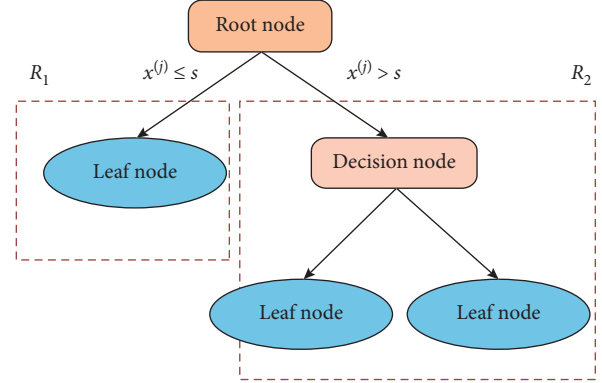 Root node
R₁
x⁽ʲ⁾ ≤ s
x⁽ʲ⁾ > s
R₂
Leaf node
Decision node
Leaf node
Leaf node